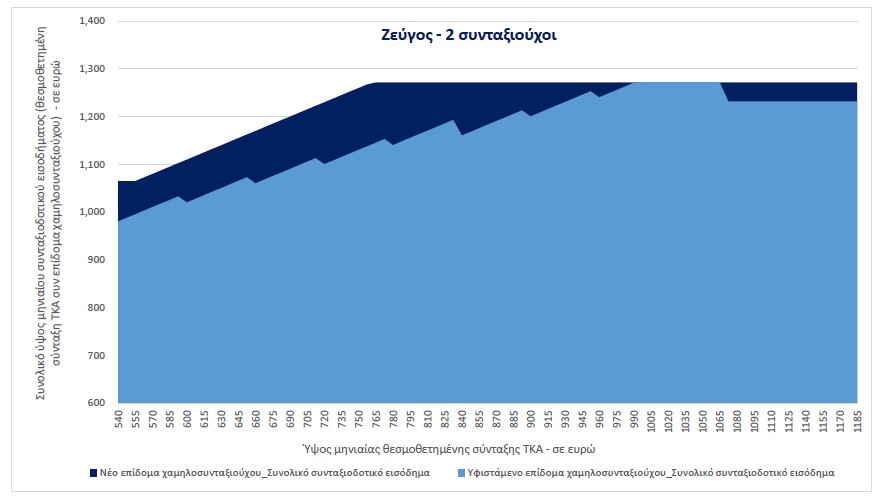 Ζεύγος - 2 συνταξιούχοι
Συνολικό ύψος μηνιαίου συνταξιοδοτικού εισοδήματος (θεσμοθετημένη
σύνταξη ΤΚΑ συν επίδομα χαμηλοσυνταξιούχου) - σε ευρώ
1,400
1,300
1,200
1,100
1,000
900
800
700
600
540 555 570 585 600 615 630 645 660 675 690 705 720 735 750 765 780 795 810 825 840 855 870 885 900 915 930 945 960 975 990 1005 1020 1035 1050 1065 1080 1095 1110 1125 1140 1155 1170 1185
Ύψος μηνιαίας θεσμοθετημένης σύνταξης ΤΚΑ - σε ευρώ
Νέο επίδομα χαμηλοσυνταξιούχου_Συνολικό συνταξιοδοτικό εισόδημα
Υφιστάμενο επίδομα χαμηλοσυνταξιούχου_Συνολικό συνταξιοδοτικό εισόδημα